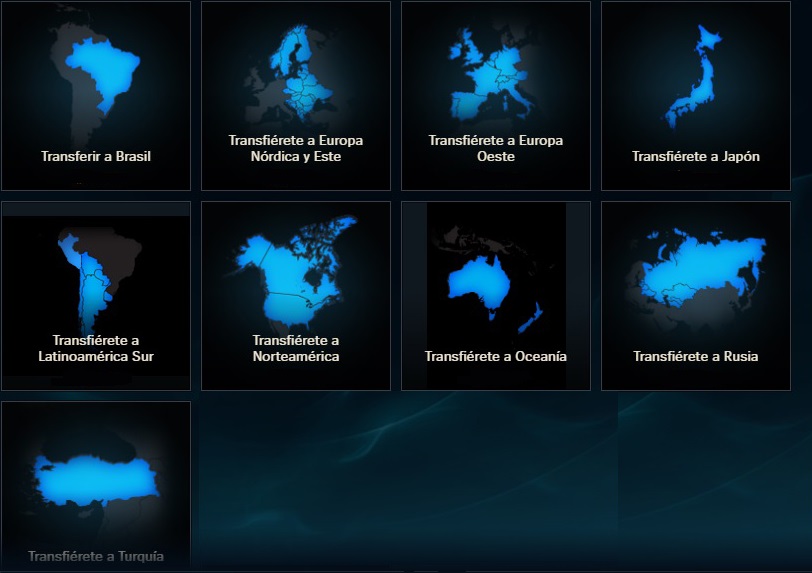 Transferir a Brasil
Transfiérete a Europa
Nórdica y Este
Transfiérete a Europa
Oeste
Transfiérete a Japón
Transfiérete a
Latinoamérica Sur
Transfiérete a
Norteamérica
Transfiérete a Oceanía
Transfiérete a Rusia
Transfiérete a Turquía